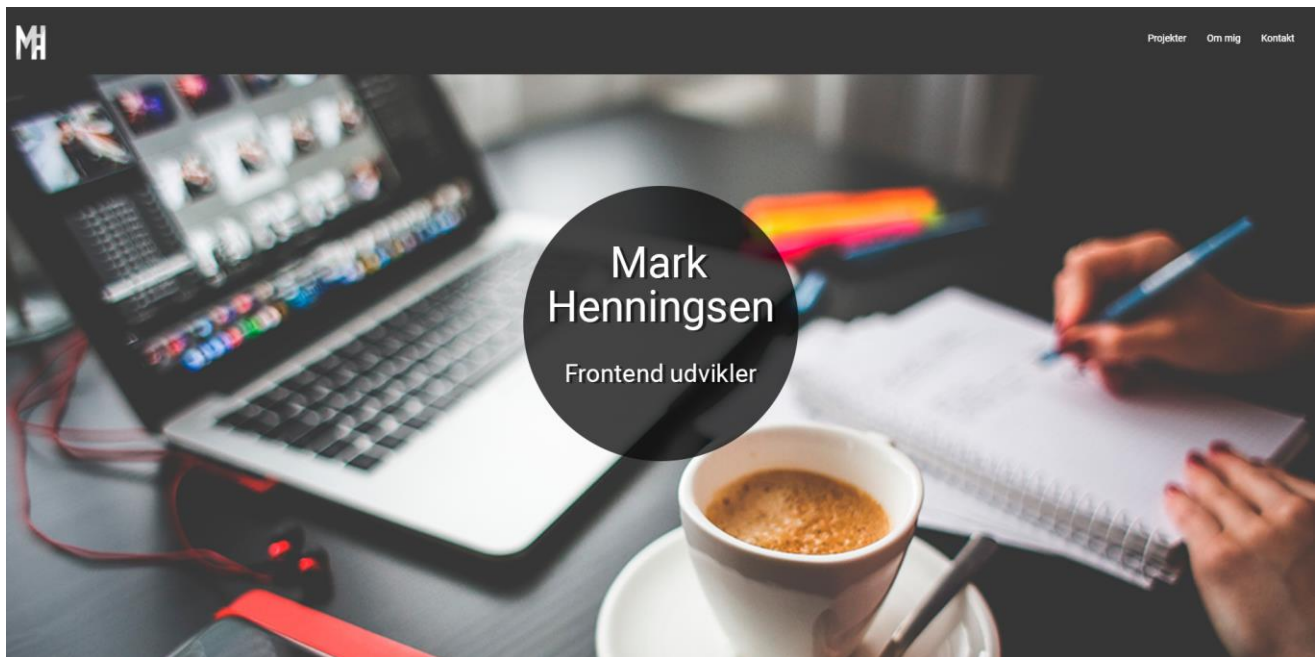 MH
Projekter Om mig Kontakt
Mark
Henningsen
Frontend udvikler